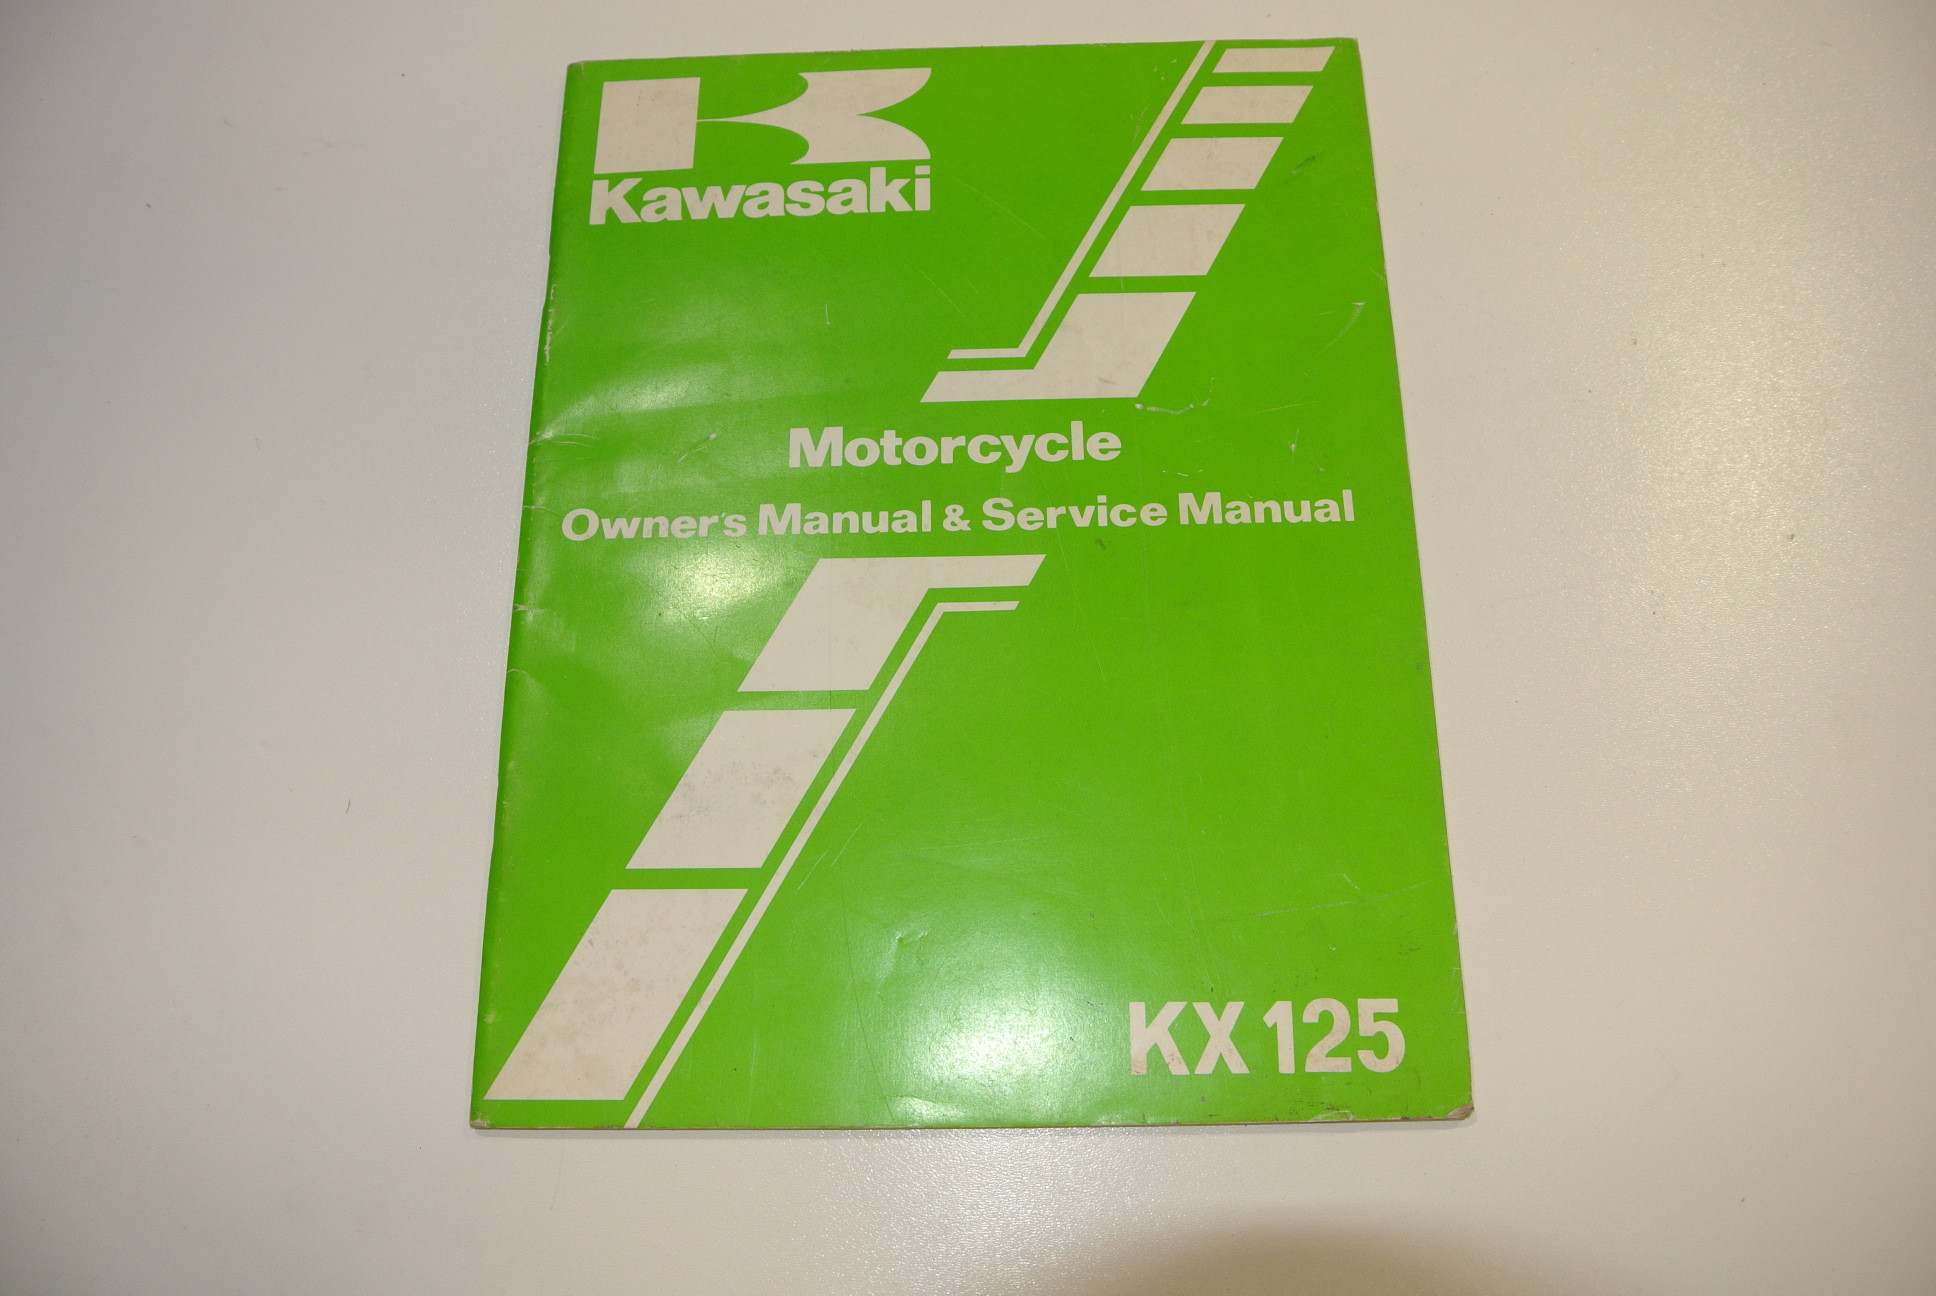 Kawasaki
Motorcycle
Owner's Manual & Service Manual
KX 125